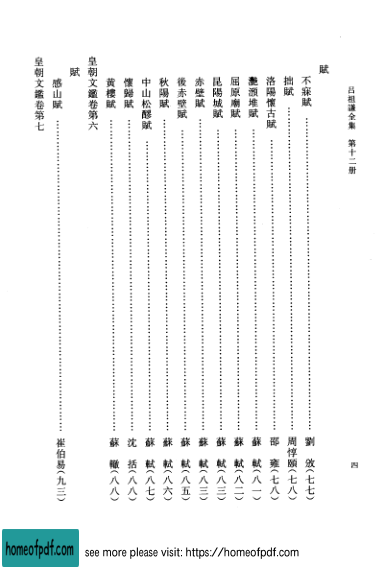 呂祖謙全集 第十二册
四
賦
不寐賦……劉敞(七七)
拙賦……周惇頤(七八)
洛陽懷古賦……邵雍(七八)
灩澦堆賦……蘇軾(八一)
屈原廟賦……蘇軾(八二)
昆陽城賦……蘇軾(八三)
赤壁賦……蘇軾(八三)
後赤壁賦……蘇軾(八五)
秋陽賦……蘇軾(八六)
中山松醪賦……蘇軾(八七)
懷歸賦……沈括(八八)
黃樓賦……蘇轍(八八)
皇朝文鑑卷第六
賦
感山賦……崔伯易(九三)
皇朝文鑑卷第七
homeofpdf.com
see more please visit: https://homeofpdf.com